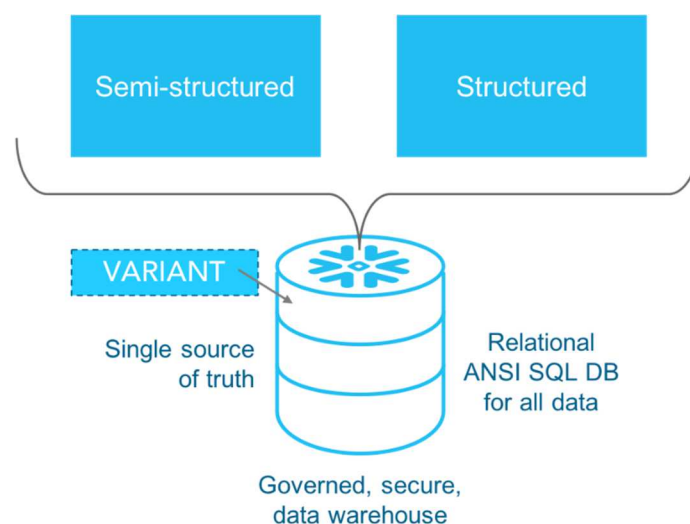 Semi-structured
Structured
VARIANT
Single source
of truth
Relational
ANSI SQL DB
for all data
Governed, secure,
data warehouse